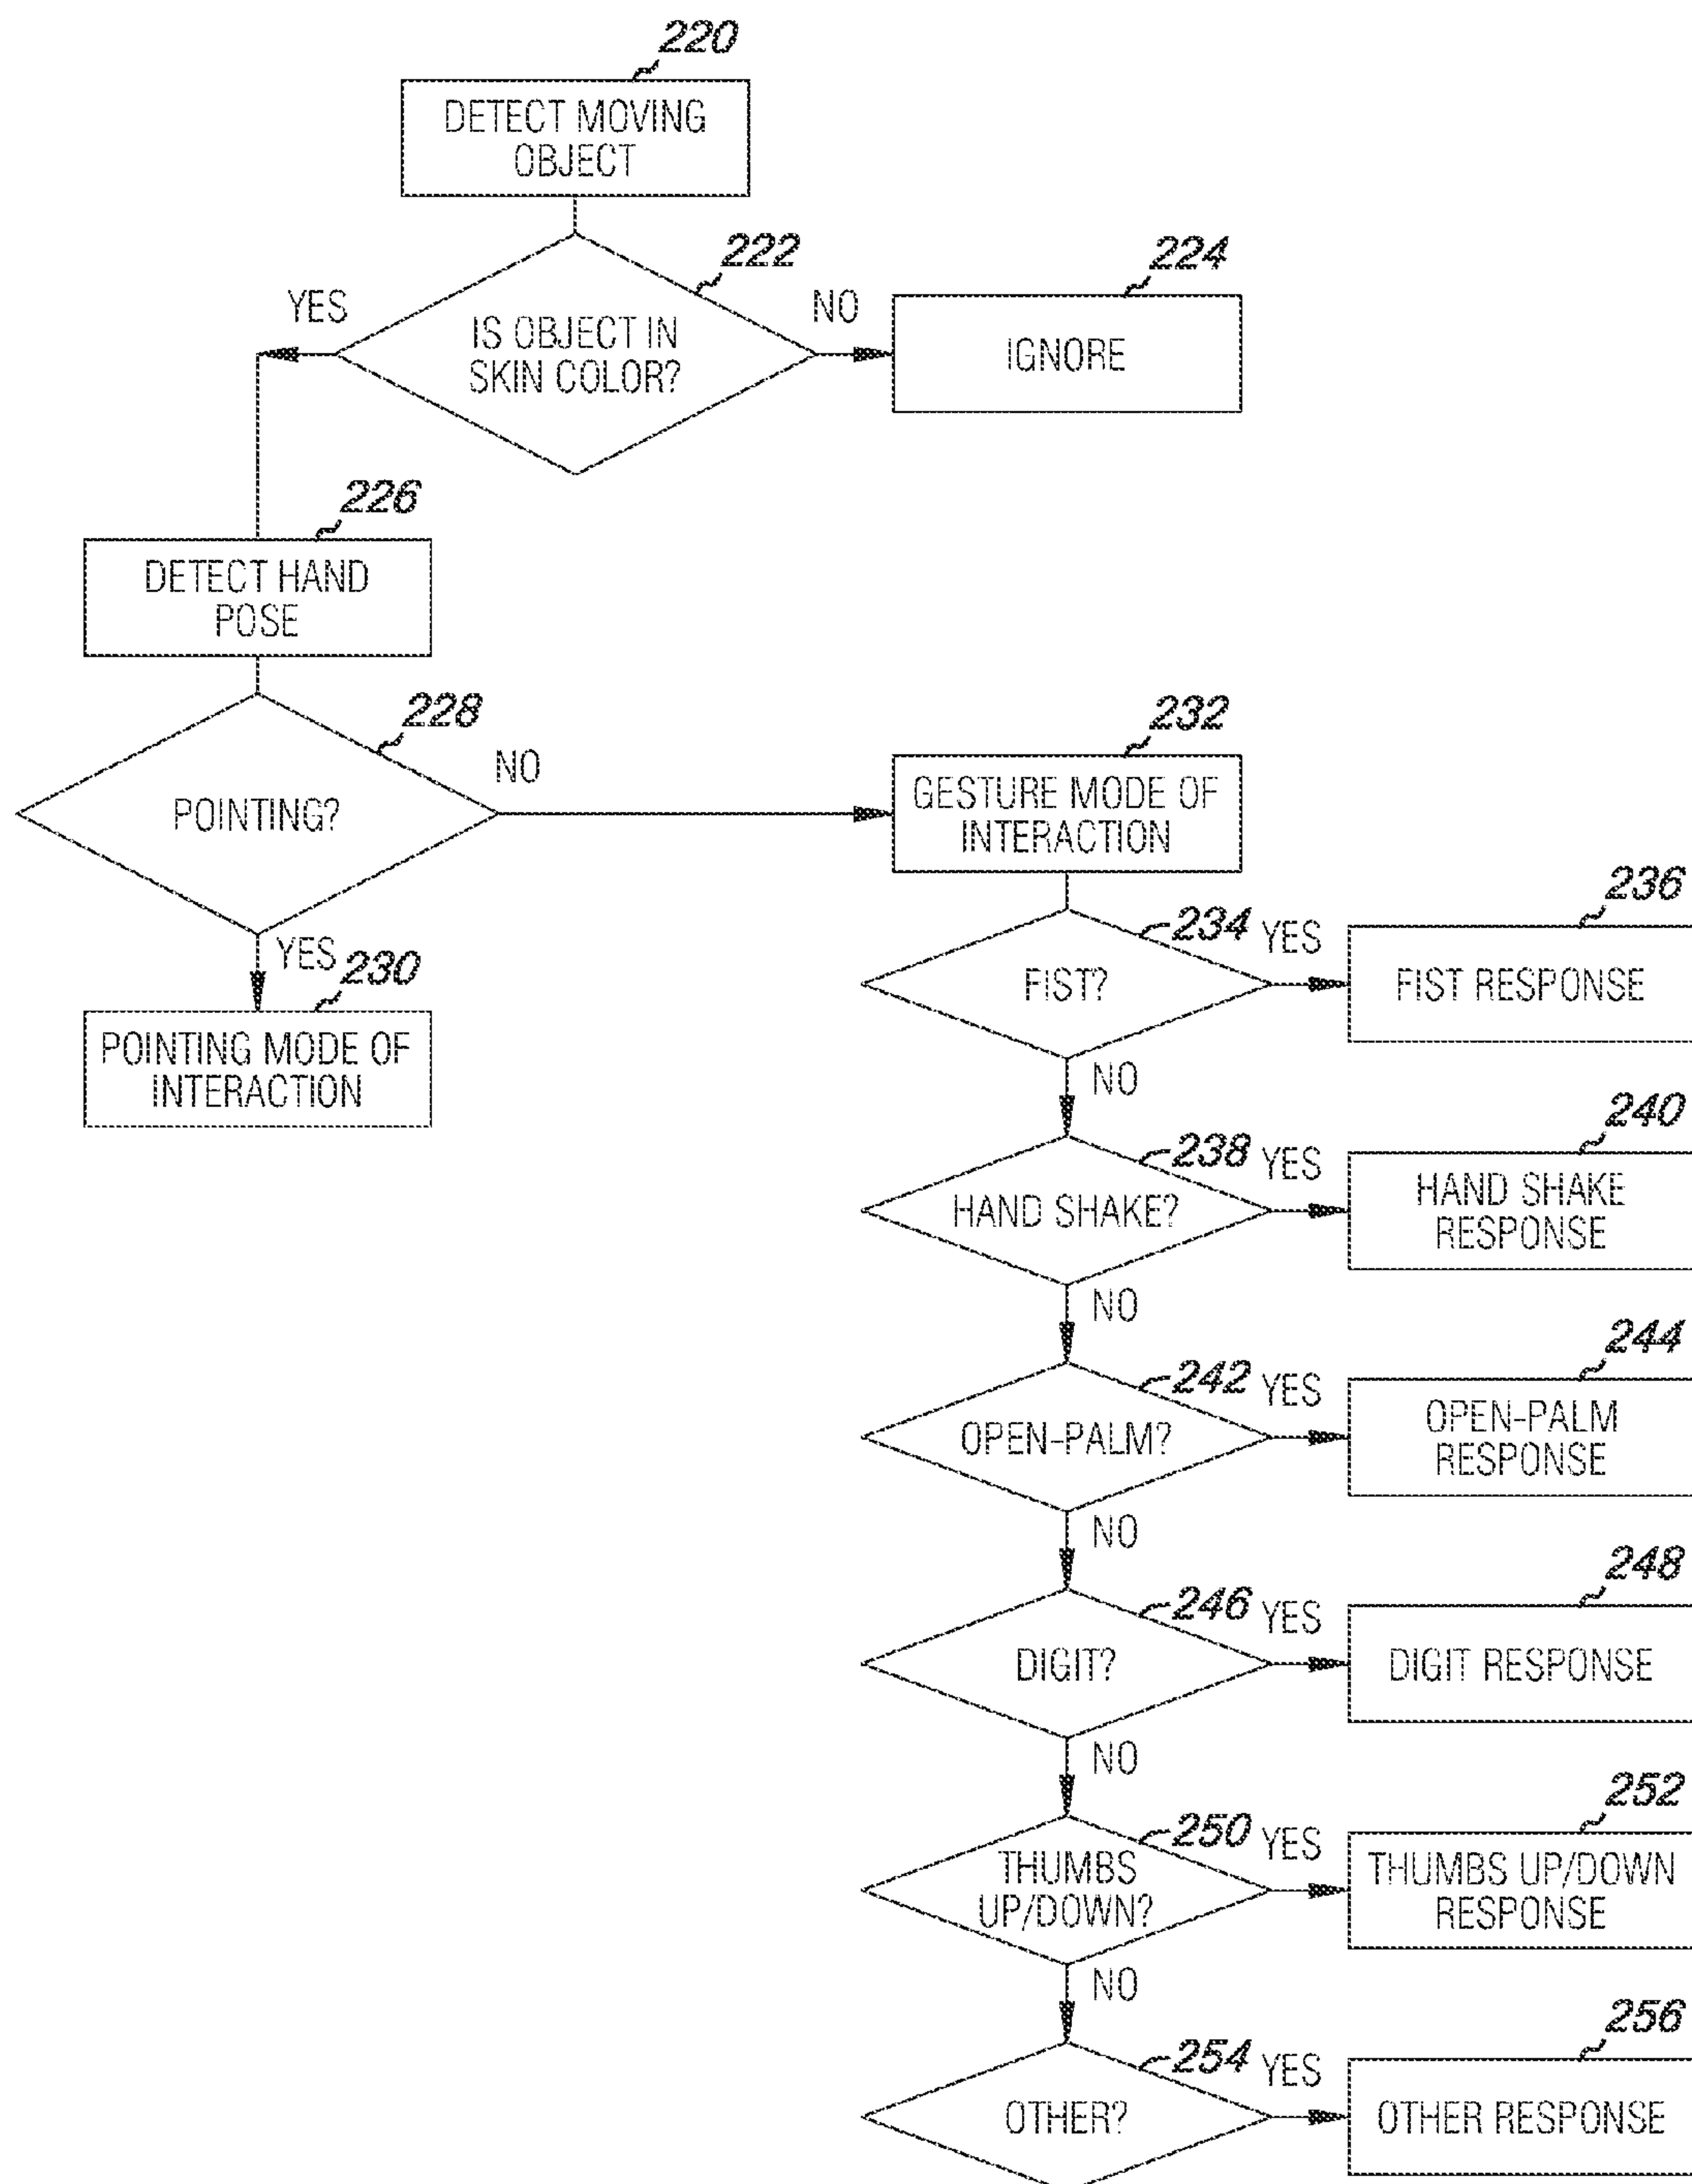 220
DETECT MOVING
OBJECT
222
224
YES
NO
IS OBJECT IN
SKIN COLOR?
IGNORE
226
DETECT HAND
POSE
228
232
NO
POINTING?
GESTURE MODE OF
INTERACTION
YES
230
POINTING MODE OF
INTERACTION
234
YES
236
FIST?
FIST RESPONSE
NO
238
YES
240
HAND SHAKE?
HAND SHAKE
RESPONSE
NO
242
YES
244
OPEN-PALM?
OPEN-PALM
RESPONSE
NO
246
YES
248
DIGIT?
DIGIT RESPONSE
NO
250
YES
252
THUMBS
UP/DOWN?
THUMBS UP/DOWN
RESPONSE
NO
254
YES
256
OTHER?
OTHER RESPONSE